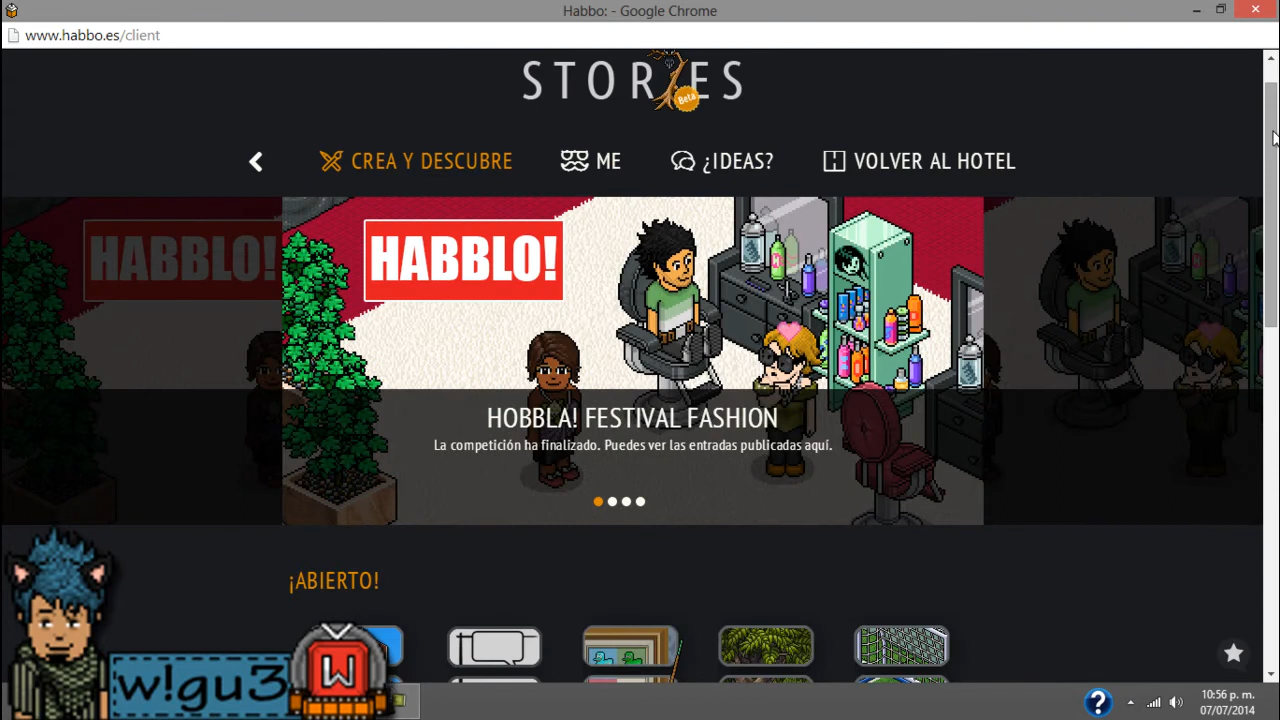 Habbo: - Google Chrome
www.habbo.es/client
STORIES
Beta
CREA Y DESCUBRE
ME
¿IDEAS?
VOLVER AL HOTEL
HABBLO!
HABBLO!
HOBBLA! FESTIVAL FASHION
La competición ha finalizado. Puedes ver las entradas publicadas aquí.
¡ABIERTO!
w!gu3
W
?
10:56 p. m.
07/07/2014